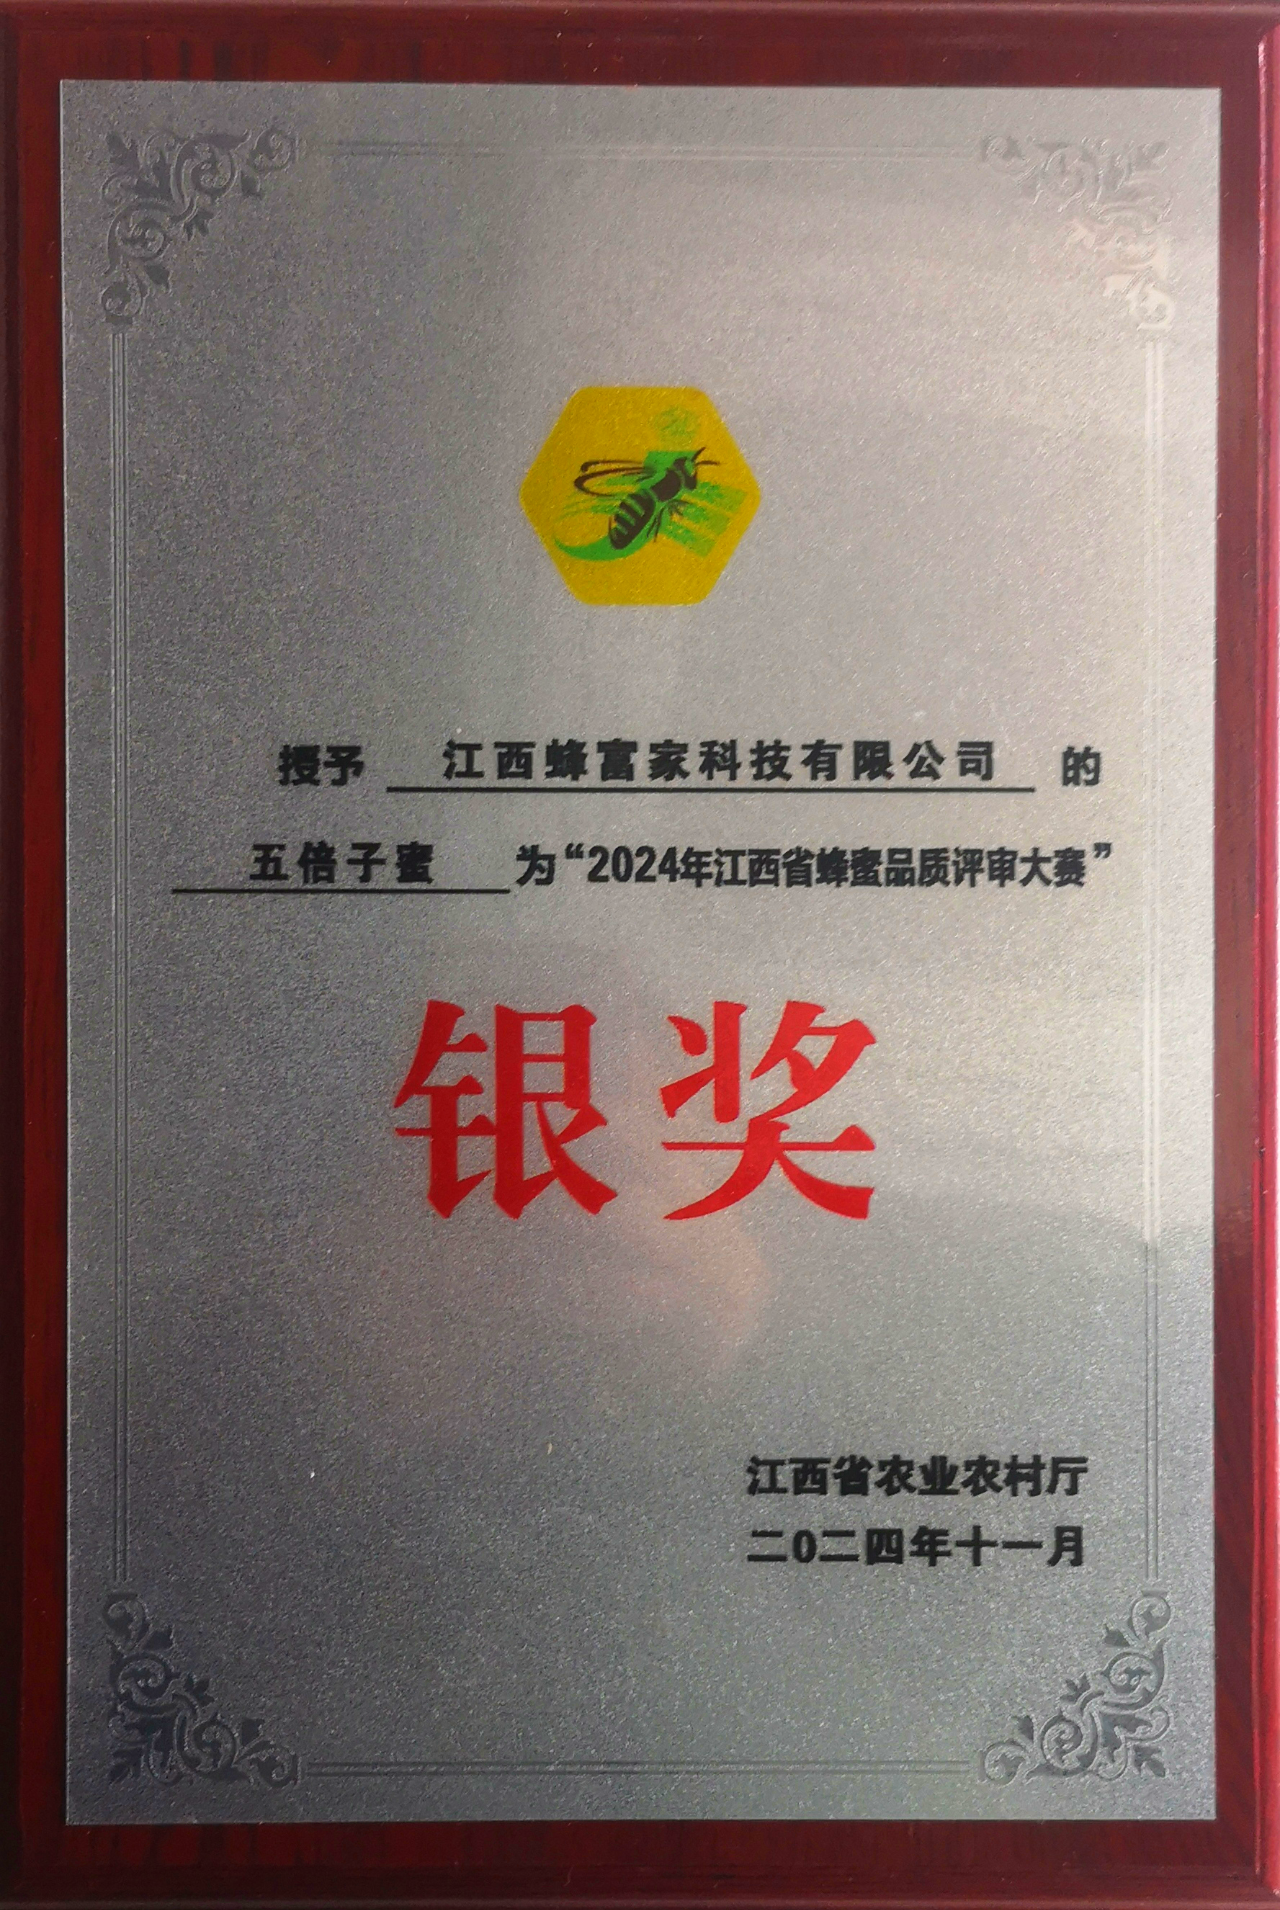 授予 江西蜂富家科技有限公司 的
五倍子蜜 为“2024年江西省蜂蜜品质评审大赛”
银奖
江西省农业农村厅
二0二四年十一月